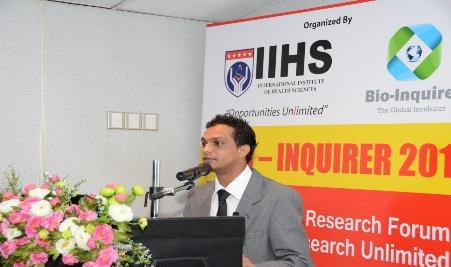 Organized By
IIHS
INTERNATIONAL INSTITUTE
OF HEALTH SCIENCES
"Opportunities Unlimited"
Bio-Inquire
The Global Incubator
– INQUIRER 201
Research Forum
search Unlimited